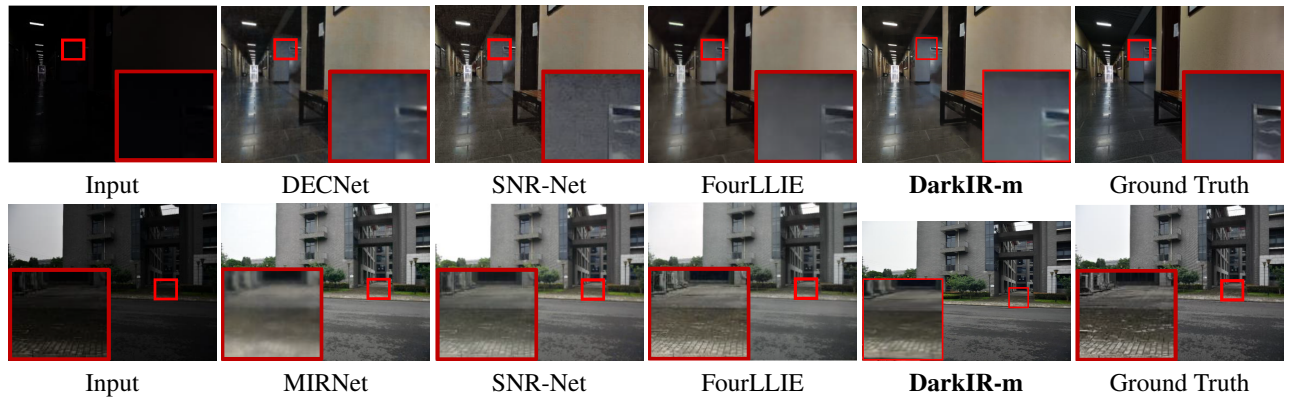 Input DECNet SNR-Net FourLLIE DarkIR-m Ground Truth
Input MIRNet SNR-Net FourLLIE DarkIR-m Ground Truth